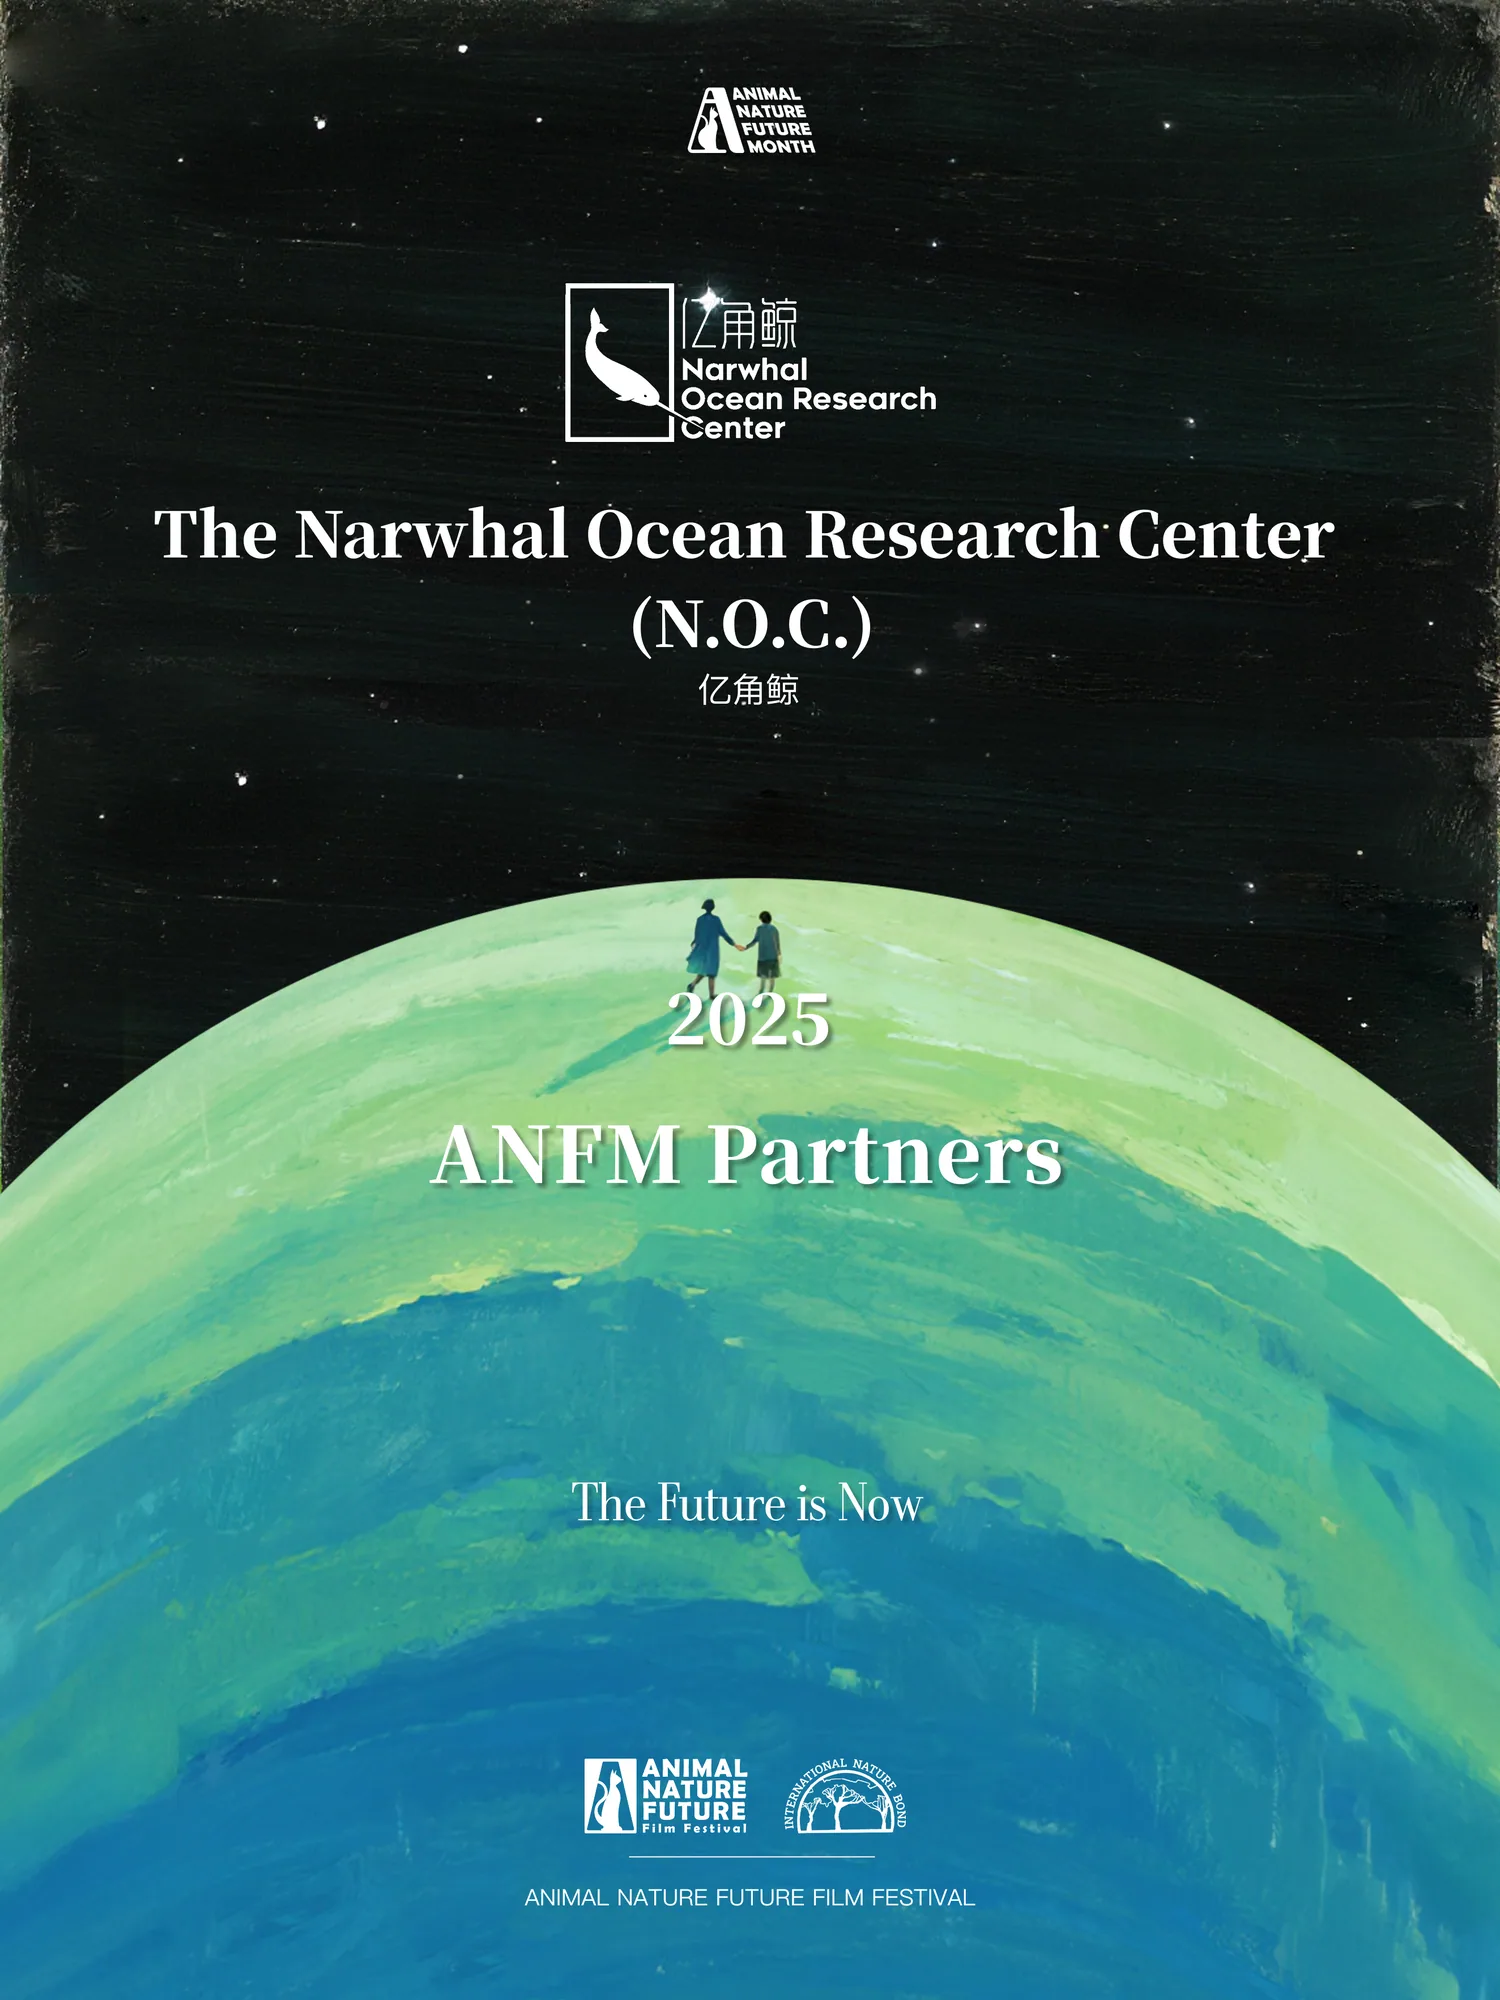 ANIMAL
NATURE
FUTURE
MONTH
亿角鲸
Narwhal
Ocean Research
Center
The Narwhal Ocean Research Center
(N.O.C.)
亿角鲸
2025
ANFM Partners
The Future is Now
ANIMAL
NATURE
FUTURE
Film Festival
INTERNATIONAL NATURE BOND
ANIMAL NATURE FUTURE FILM FESTIVAL